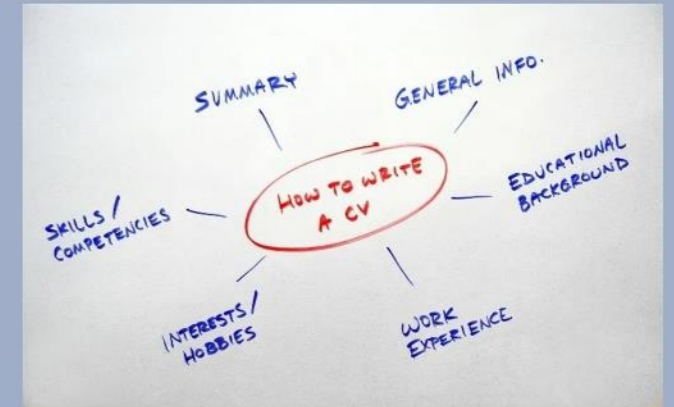 SUMMARY
GENERAL INFO.
HOW TO WRITE
A CV
EDUCATIONAL
BACKGROUND
SKILLS /
COMPETENCIES
INTERESTS /
HOBBIES
WORK
EXPERIENCE